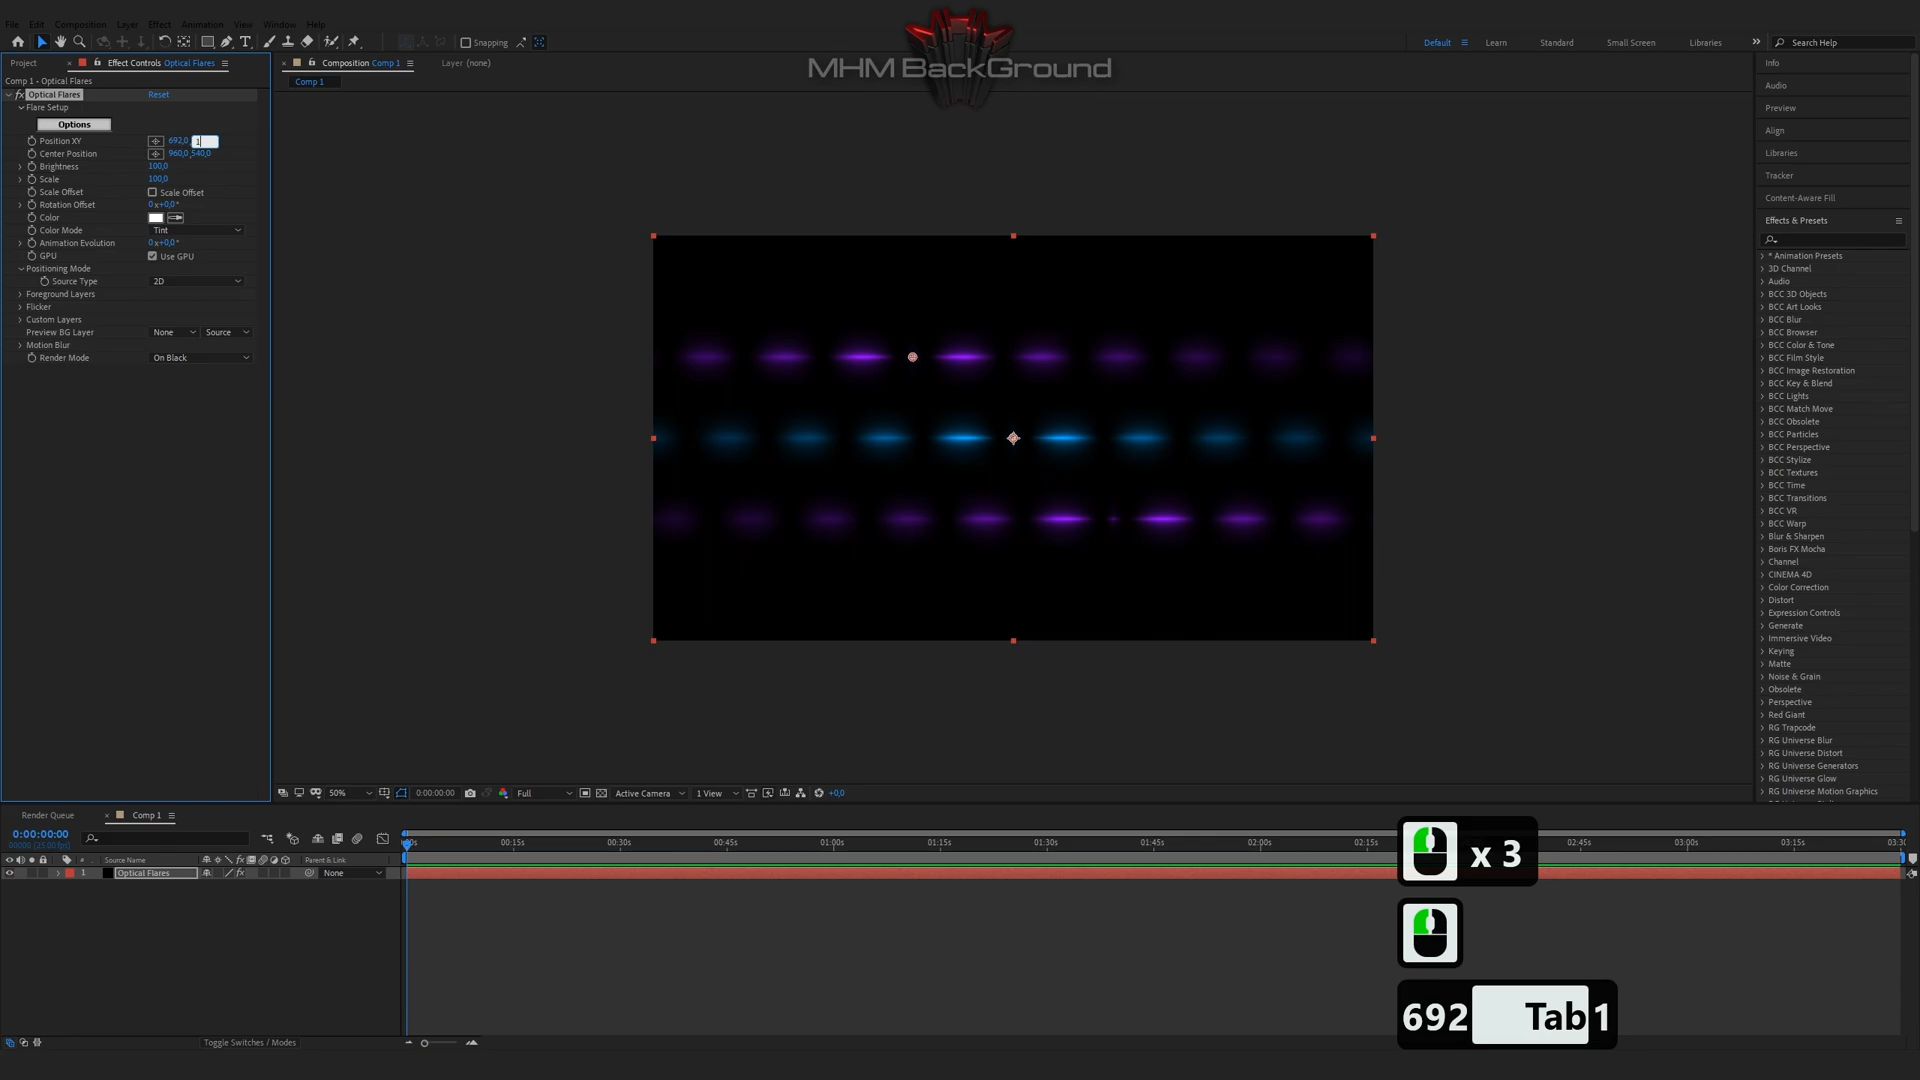 File Edit Composition Layer Effect Animation View Window Help
Snapping
Default Learn Standard Small Screen Libraries Search Help
MHM BackGround
Project Effect Controls Optical Flares
Composition Comp 1 Layer (none)
Comp 1 • Optical Flares
Comp 1
fx Optical Flares Reset
Flare Setup
Options
Position XY 692,0, 1
Center Position 960,0, 540,0
Brightness 100,0
Scale 100,0
Scale Offset Scale Offset
Rotation Offset 0x+0,0°
Color
Color Mode Tint
Animation Evolution 0x+0,0°
GPU Use GPU
Positioning Mode
Source Type 2D
Foreground Layers
Flicker
Custom Layers
Preview BG Layer None Source
Motion Blur
Render Mode On Black
Info
Audio
Preview
Align
Libraries
Tracker
Content-Aware Fill
Effects & Presets
* Animation Presets
3D Channel
Audio
BCC 3D Objects
BCC Art Looks
BCC Blur
BCC Browser
BCC Color & Tone
BCC Film Style
BCC Image Restoration
BCC Key & Blend
BCC Lights
BCC Match Move
BCC Obsolete
BCC Particles
BCC Perspective
BCC Stylize
BCC Textures
BCC Time
BCC Transitions
BCC VR
BCC Warp
Blur & Sharpen
Boris FX Mocha
Channel
CINEMA 4D
Color Correction
Distort
Expression Controls
Generate
Immersive Video
Keying
Matte
Noise & Grain
Obsolete
Perspective
Red Giant
RG Trapcode
RG Universe Blur
RG Universe Distort
RG Universe Generators
RG Universe Glow
RG Universe Motion Graphics
50% 0:00:00:00 Full Active Camera 1 View +0,0
Render Queue Comp 1
0:00:00:00
00000 (25.00 fps)
00:15s 00:30s 00:45s 01:00s 01:15s 01:30s 01:45s 02:00s 02:15s 02:45s 03:00s 03:15s 03:30
# Source Name fx Parent & Link
1 Optical Flares fx None
x 3
692 Tab 1
Toggle Switches / Modes